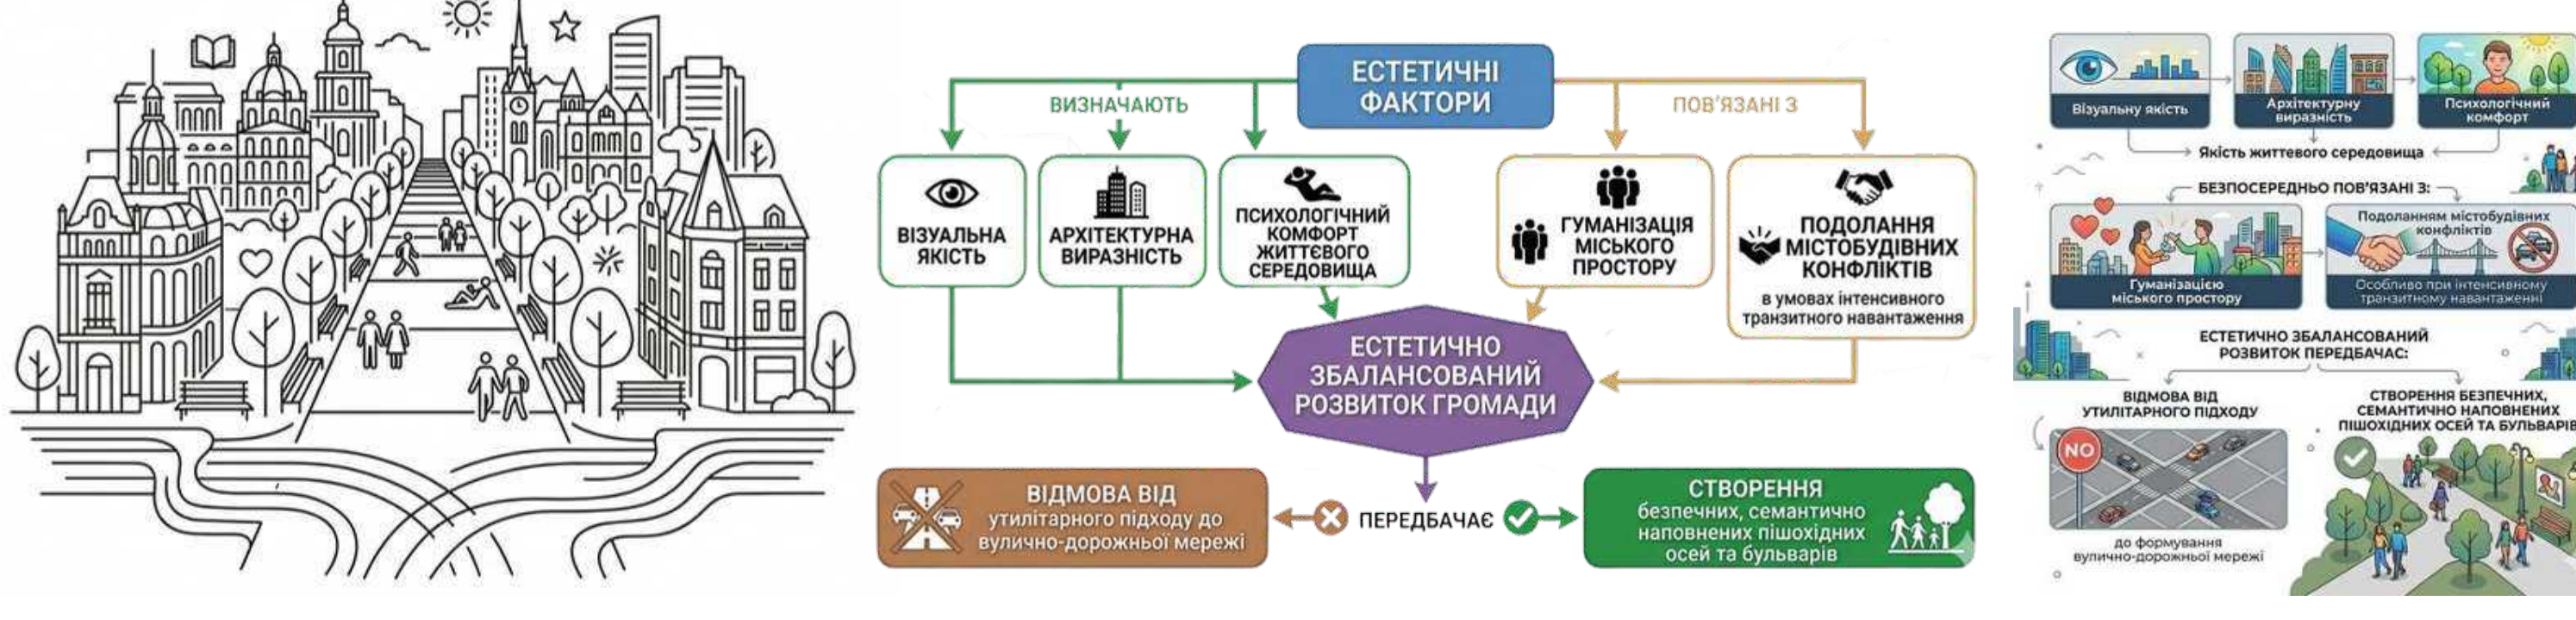 ЕСТЕТИЧНІ
ФАКТОРИ
ВИЗНАЧАЮТЬ
ПОВ'ЯЗАНІ З
ВІЗУАЛЬНА
ЯКІСТЬ
АРХІТЕКТУРНА
ВИРАЗНІСТЬ
ПСИХОЛОГІЧНИЙ
КОМФОРТ
ЖИТТЄВОГО
СЕРЕДОВИЩА
ГУМАНІЗАЦІЯ
МІСЬКОГО
ПРОСТОРУ
ПОДОЛАННЯ
МІСТОБУДІВНИХ
КОНФЛІКТІВ
в умовах інтенсивного
транзитного навантаження
ЕСТЕТИЧНО
ЗБАЛАНСОВАНИЙ
РОЗВИТОК ГРОМАДИ
ПЕРЕДБАЧАЄ
ВІДМОВА ВІД
утилітарного підходу до
вулично-дорожньої мережі
СТВОРЕННЯ
безпечних, семантично
наповнених пішохідних
осей та бульварів
Візуальну якість
Архітектурну
виразність
Психологічний
комфорт
Якість життєвого середовища
БЕЗПОСЕРЕДНЬО ПОВ'ЯЗАНІ З:
Гуманізацією
міського простору
Подоланням містобудівних
конфліктів
Особливо при інтенсивному
транзитному навантаженні
ЕСТЕТИЧНО ЗБАЛАНСОВАНИЙ
РОЗВИТОК ПЕРЕДБАЧАЄ:
ВІДМОВА ВІД
УТИЛІТАРНОГО ПІДХОДУ
NO
до формування
вулично-дорожньої мережі
СТВОРЕННЯ БЕЗПЕЧНИХ,
СЕМАНТИЧНО НАПОВНЕНИХ
ПІШОХІДНИХ ОСЕЙ ТА БУЛЬВАРІВ